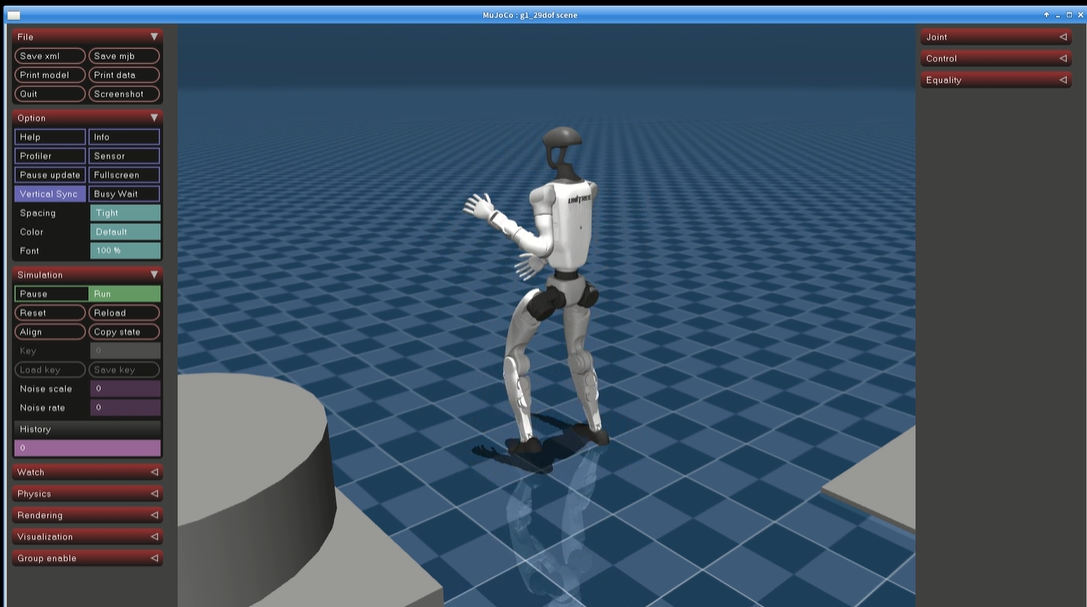 MuJoCo : g1_29dof scene
File
Save xml Save mjb
Print model Print data
Quit Screenshot
Option
Help Info
Profiler Sensor
Pause update Fullscreen
Vertical Sync Busy Wait
Spacing Tight
Color Default
Font 100 %
Simulation
Pause Run
Reset Reload
Align Copy state
Key 0
Load key Save key
Noise scale 0
Noise rate 0
History
0
Watch
Physics
Rendering
Visualization
Group enable
Joint
Control
Equality